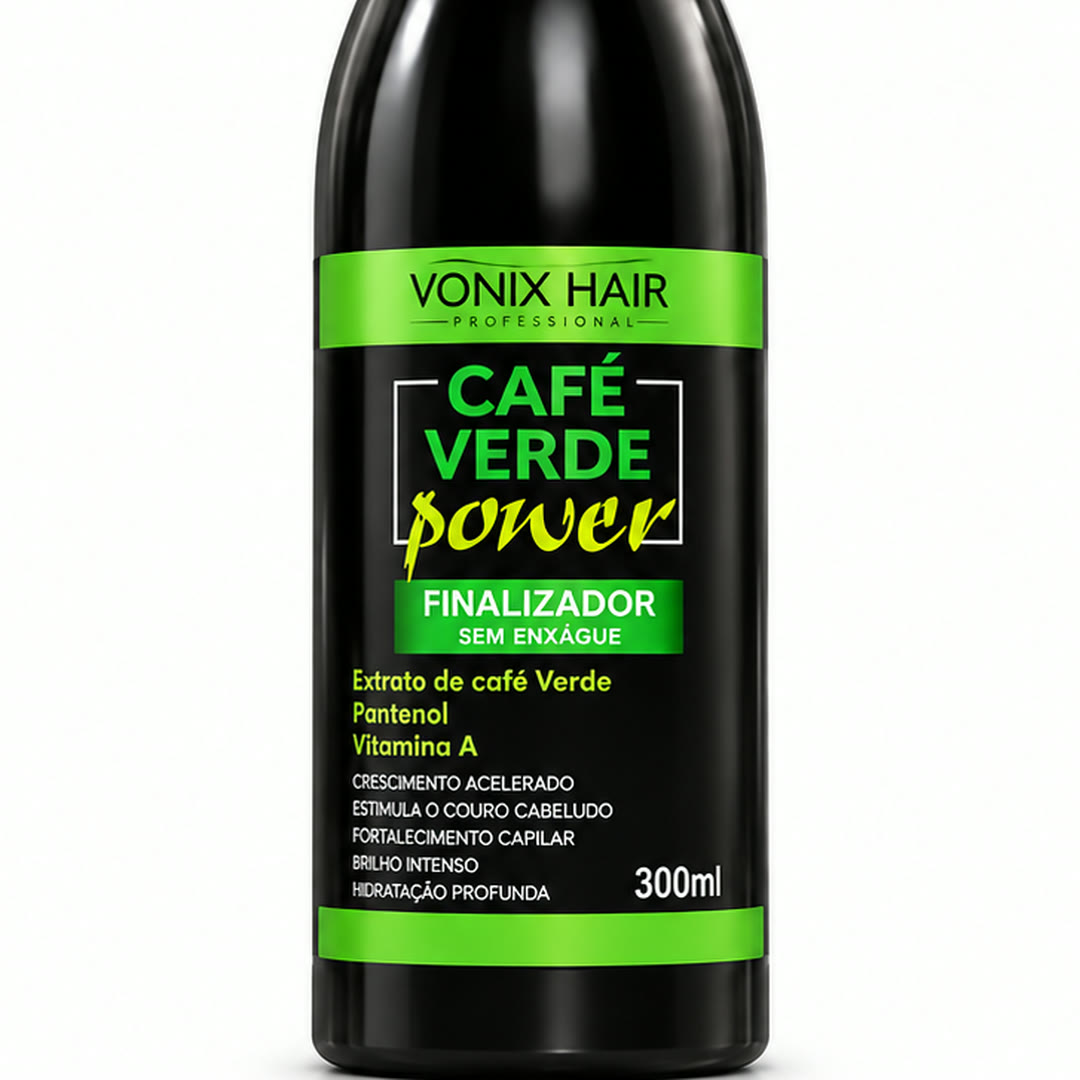 VONIX HAIR
PROFESSIONAL
CAFÉ
VERDE
power
FINALIZADOR
SEM ENXÁGUE
Extrato de café Verde
Pantenol
Vitamina A
CRESCIMENTO ACELERADO
ESTIMULA O COURO CABELUDO
FORTALECIMENTO CAPILAR
BRILHO INTENSO
HIDRATAÇÃO PROFUNDA
300ml